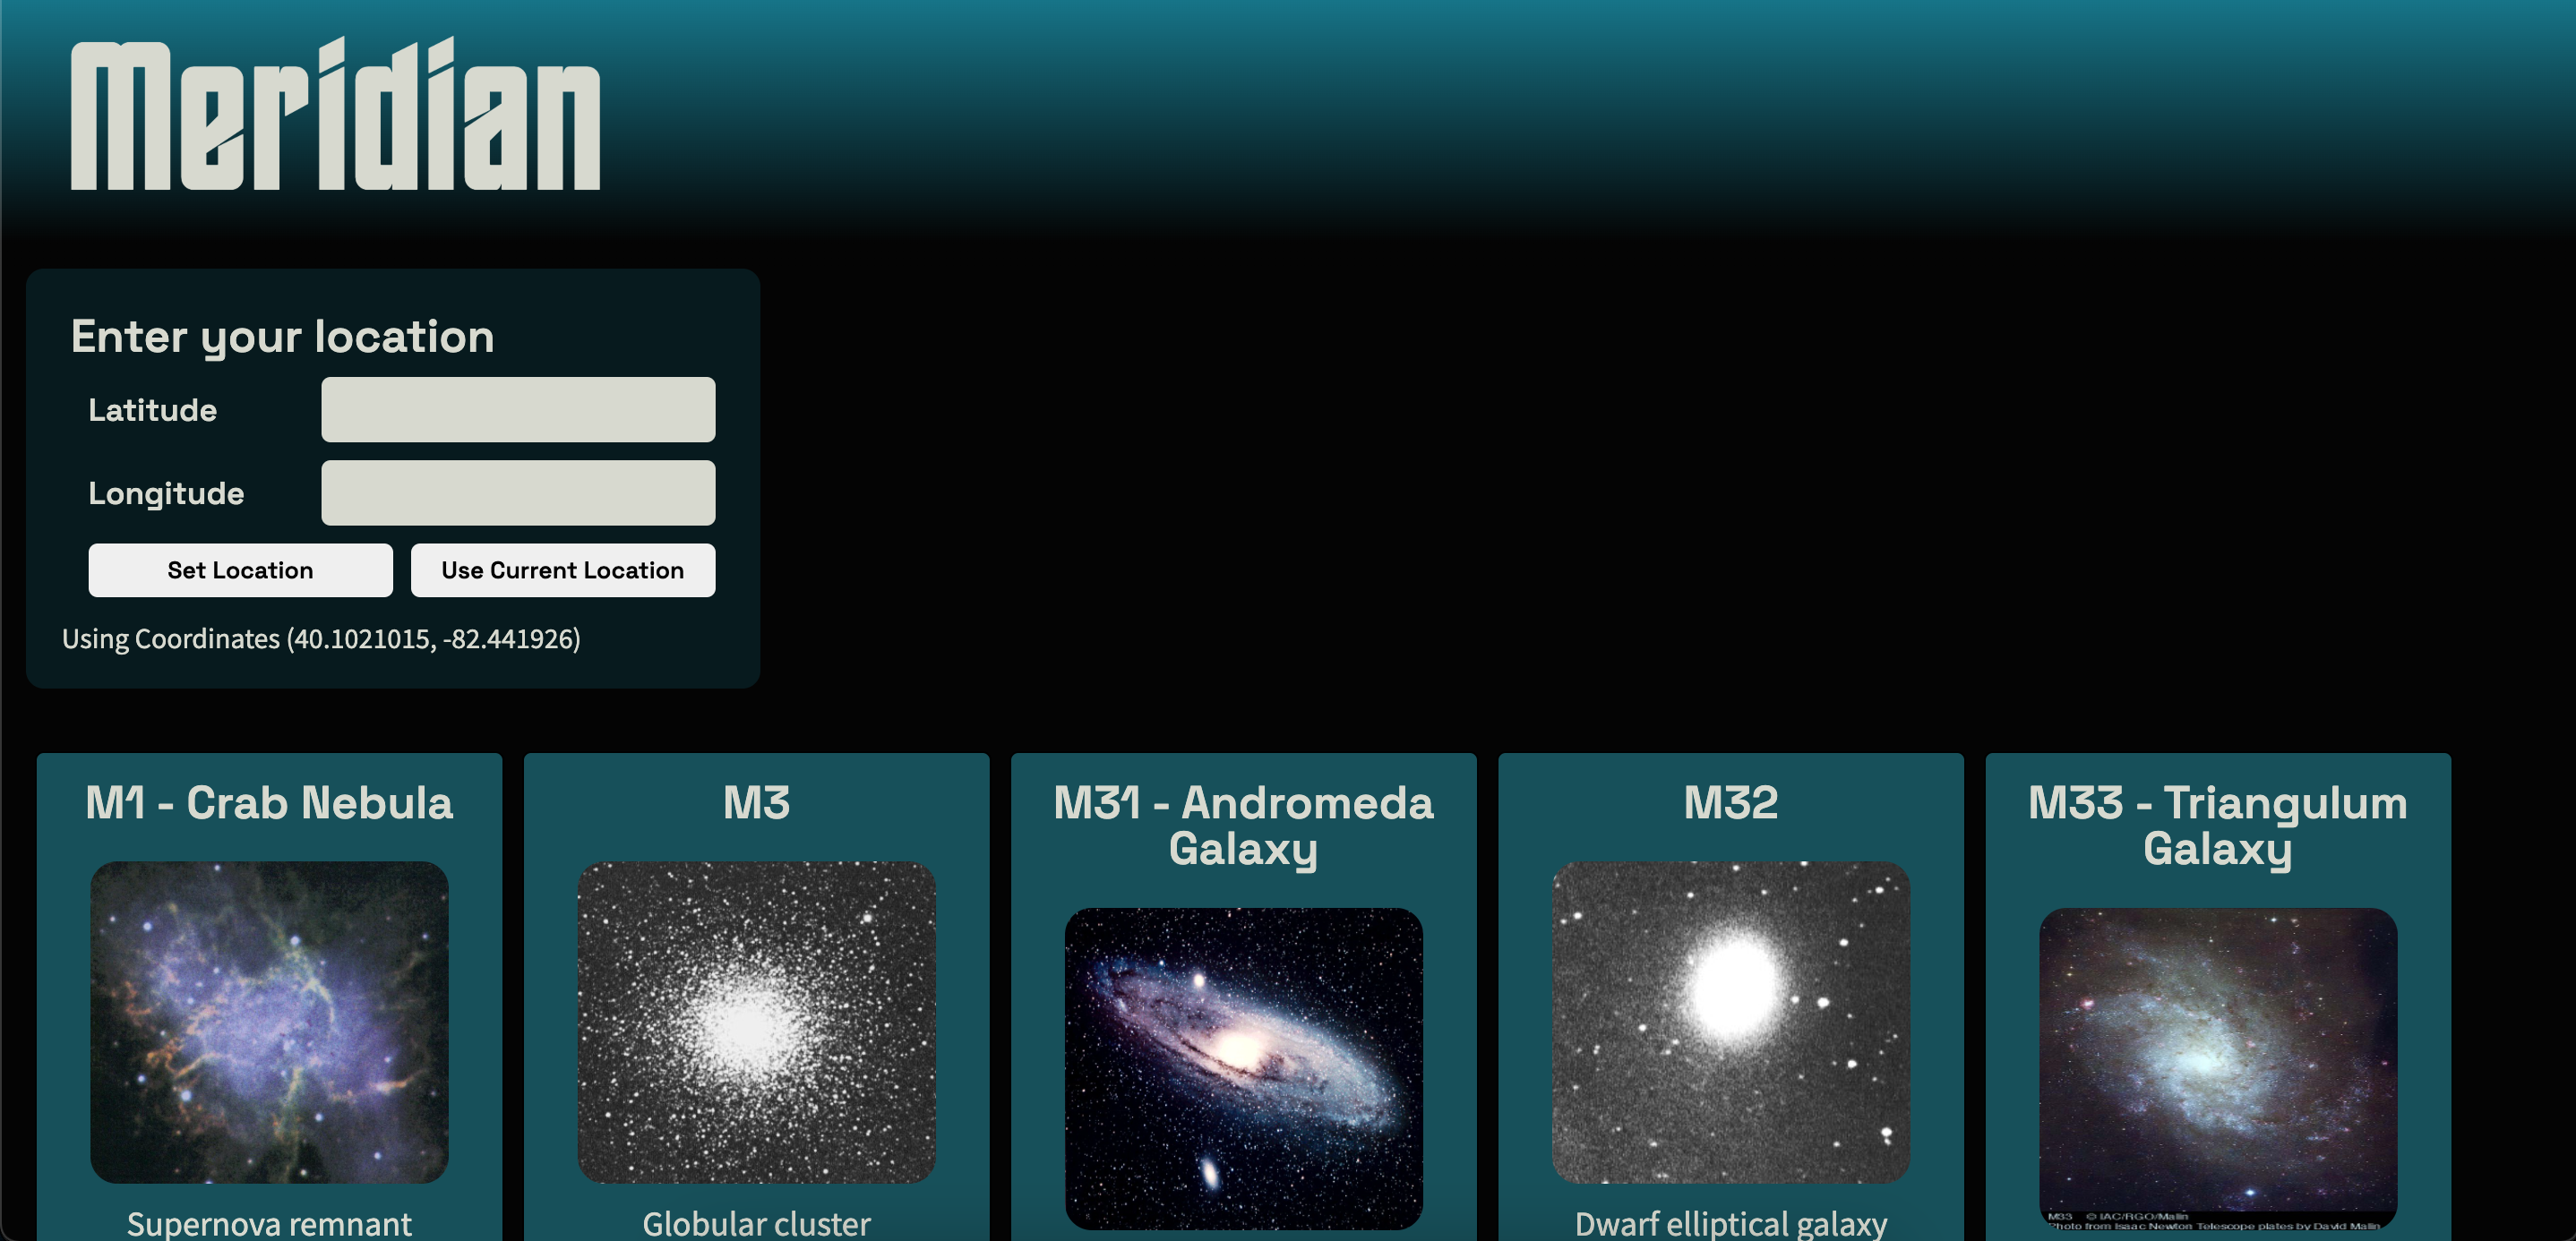 Meridian
Enter your location
Latitude
Longitude
Set Location
Use Current Location
Using Coordinates (40.1021015, -82.441926)
M1 - Crab Nebula
Supernova remnant
M3
Globular cluster
M31 - Andromeda
Galaxy
M32
Dwarf elliptical galaxy
M33 - Triangulum
Galaxy
M33 © IAC/RGO/Malin
Photo from Isaac Newton Telescope plates by David Malin